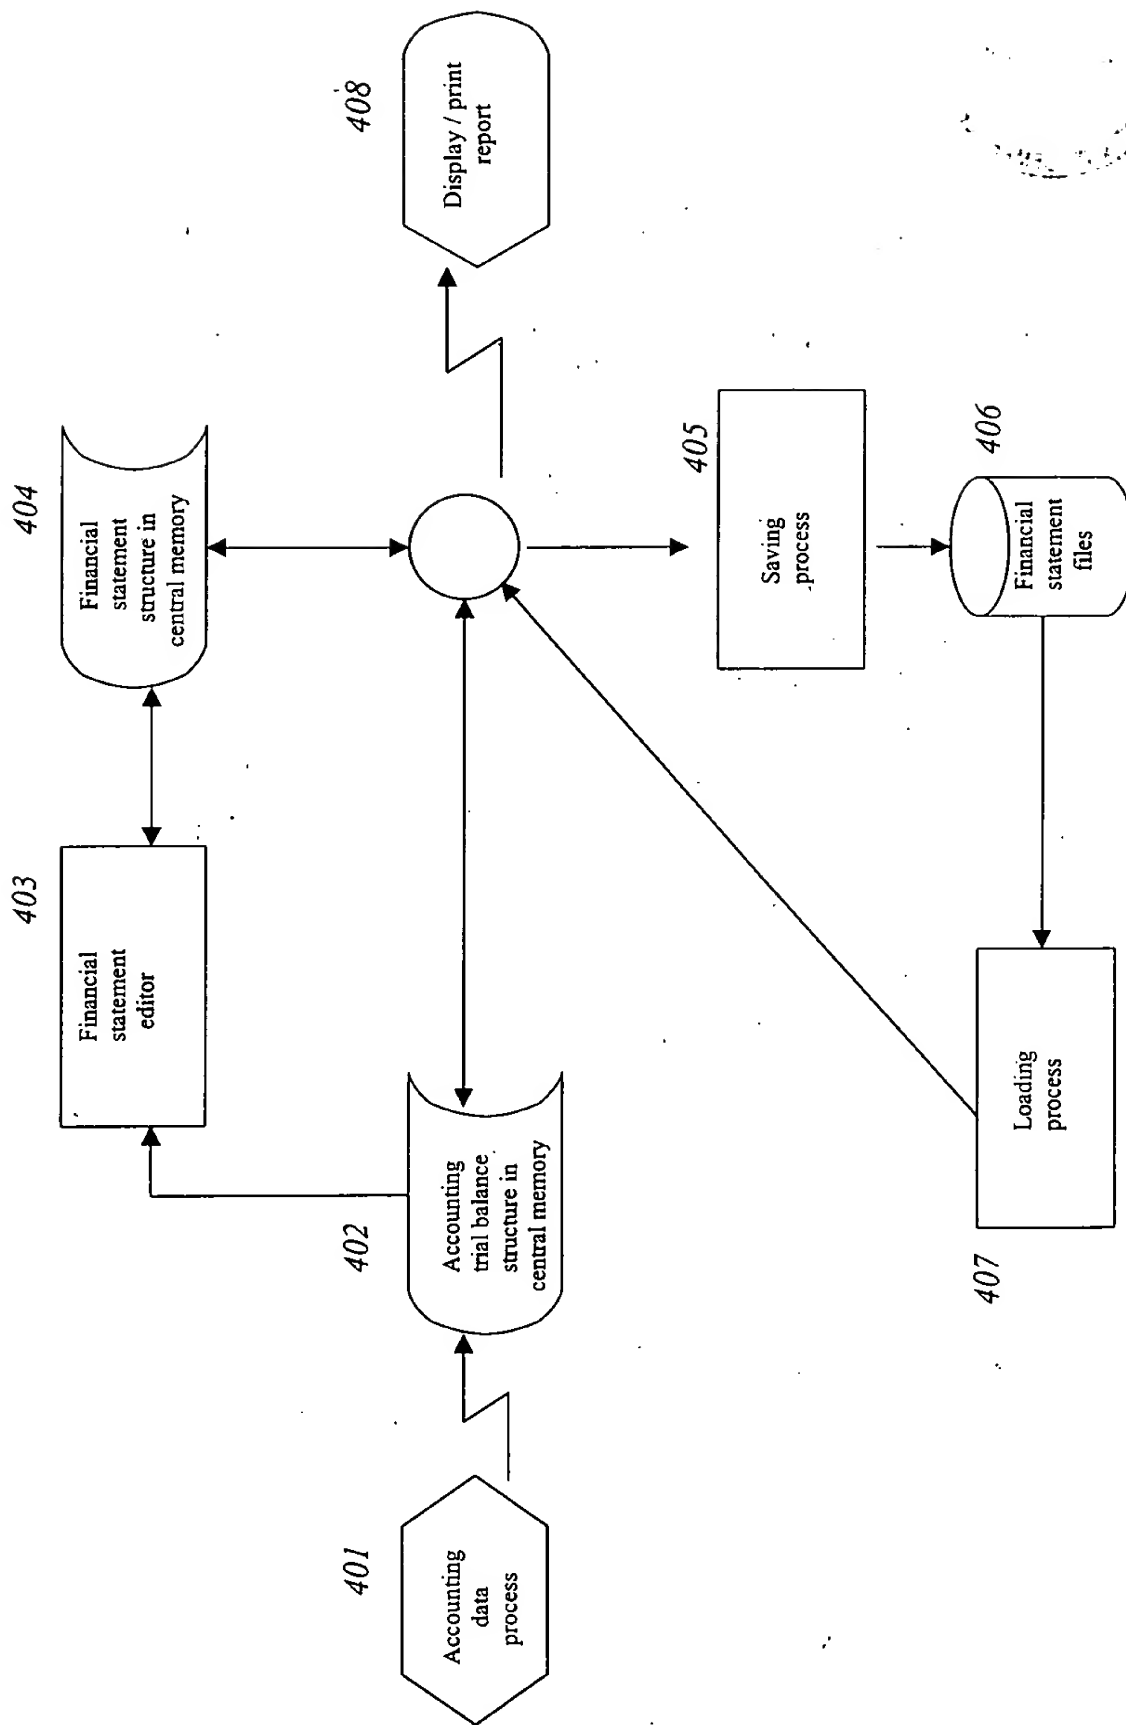 401
Accounting
data
process
402
Accounting
trial balance
structure in
central memory
403
Financial
statement
editor
404
Financial
statement
structure in
central memory
405
Saving
process
406
Financial
statement
files
407
Loading
process
408
Display / print
report